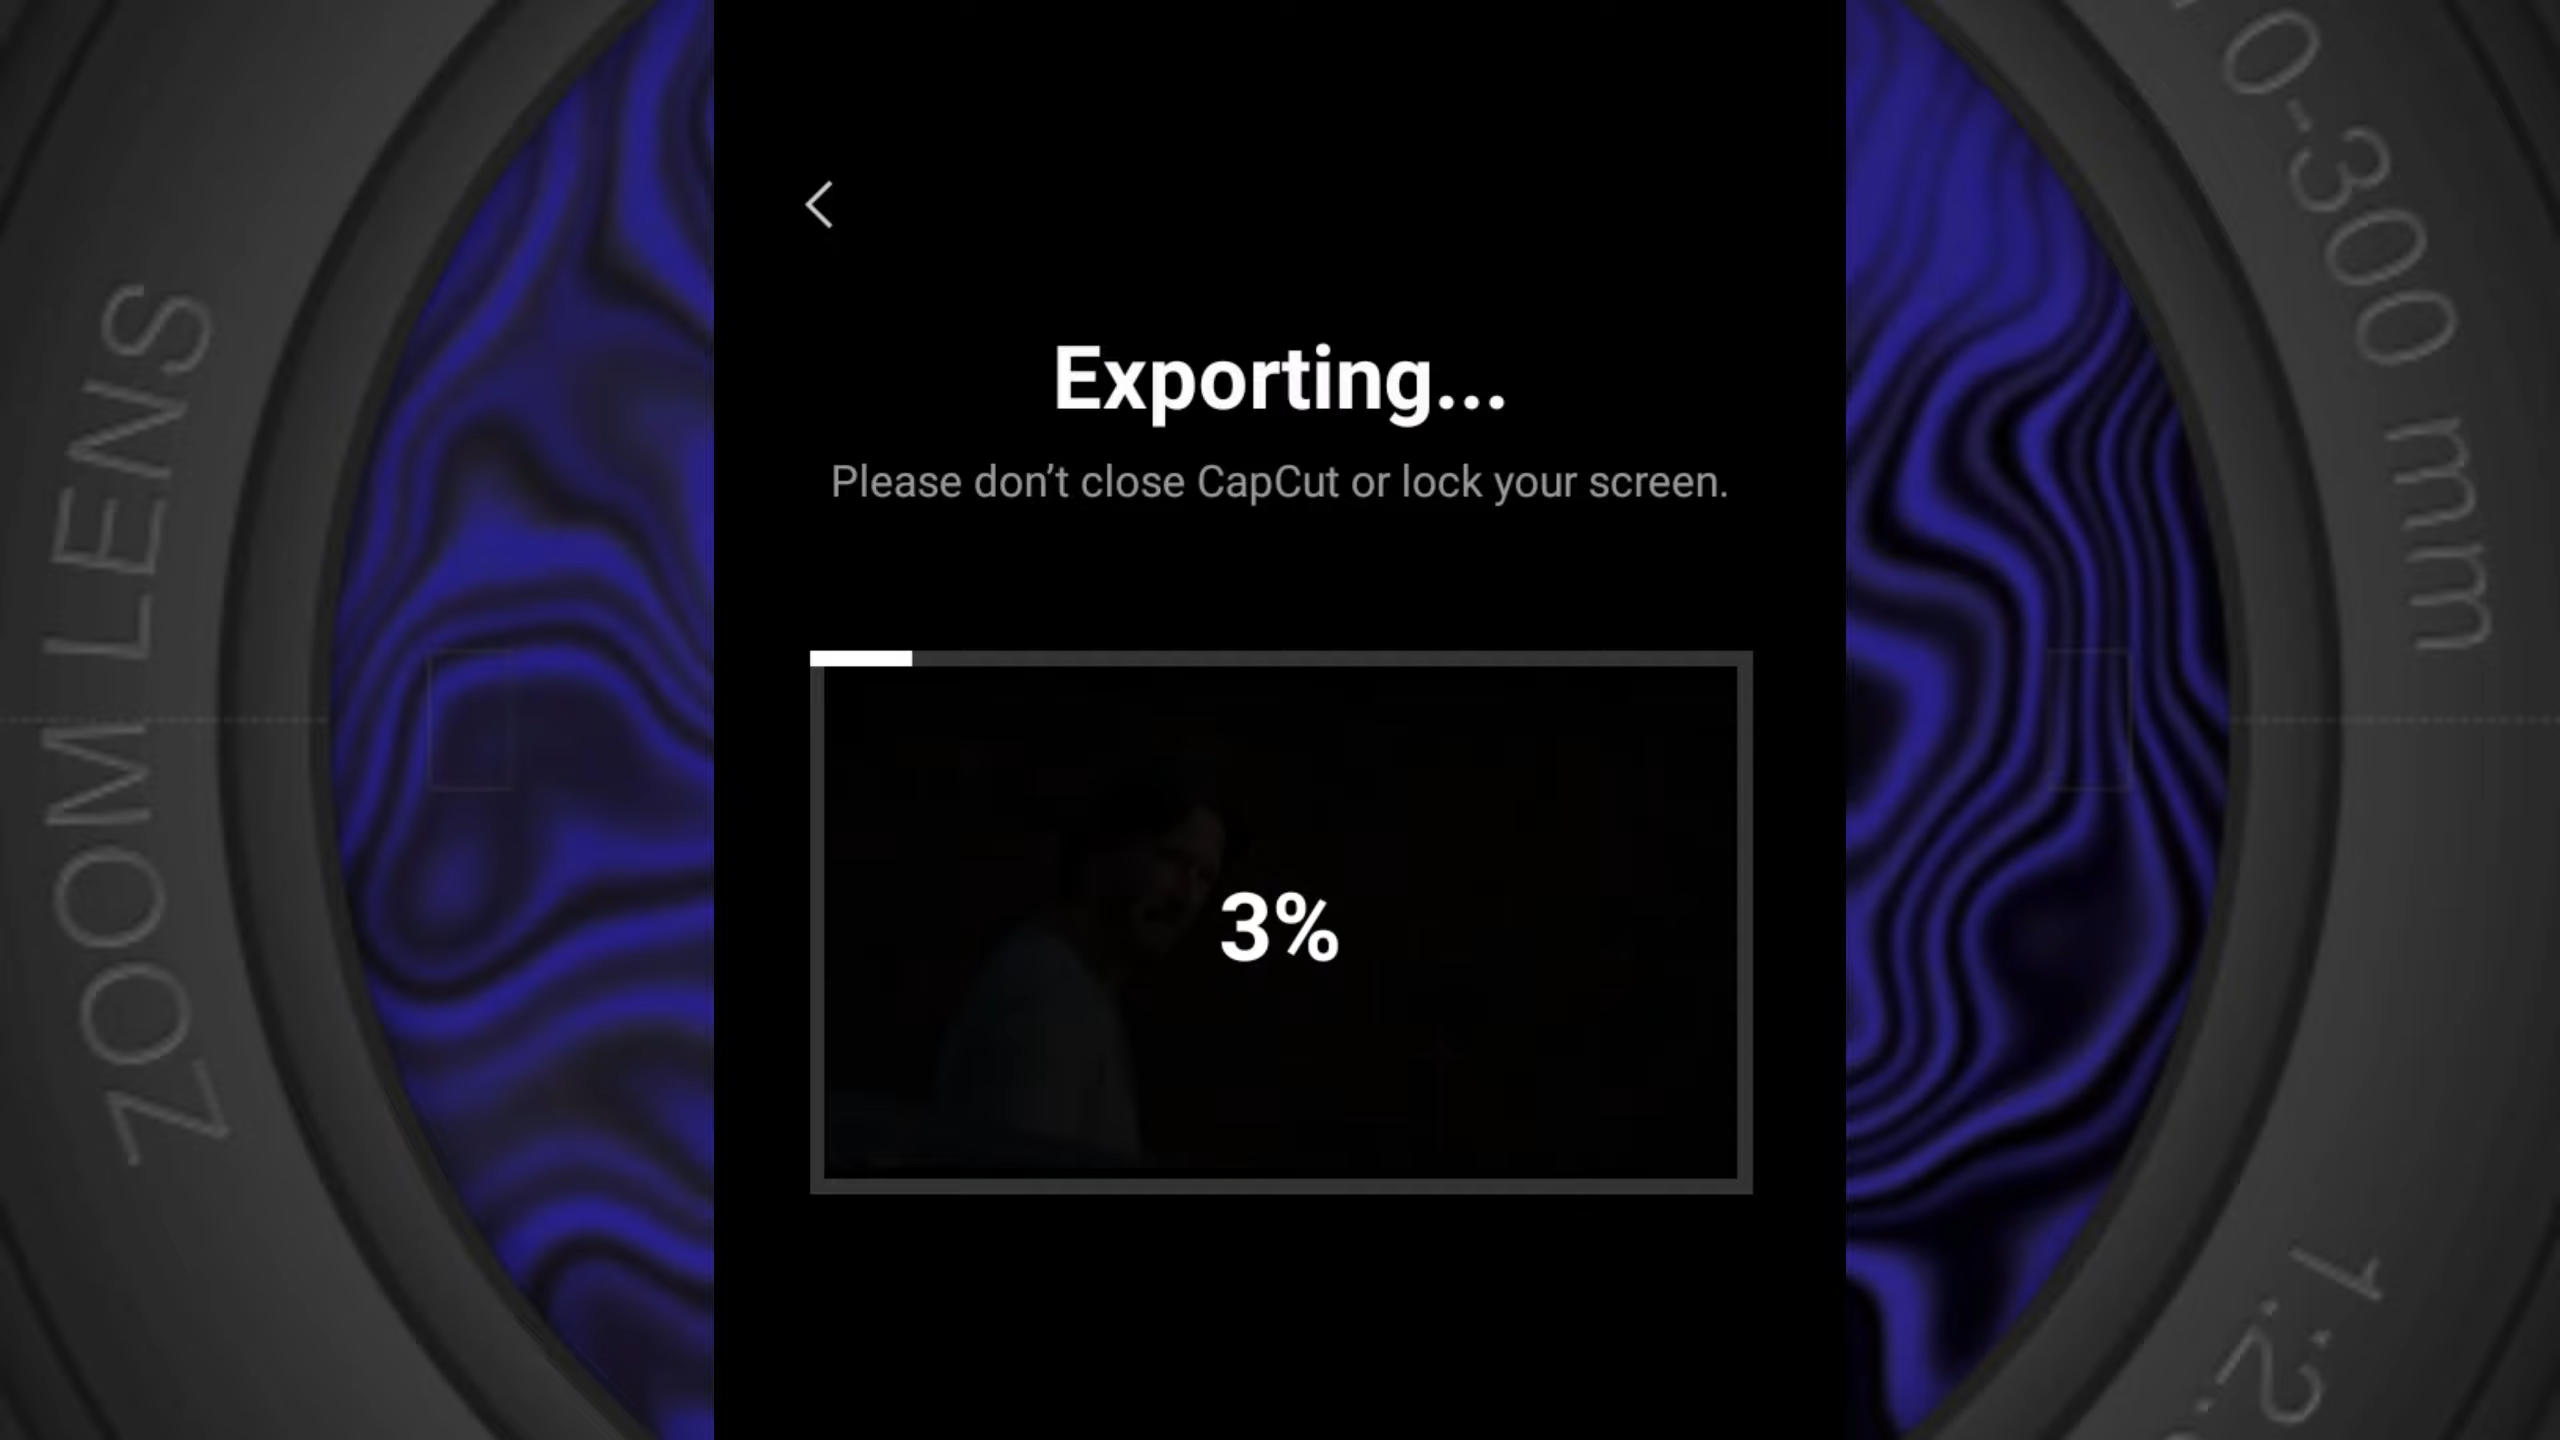 Exporting...
Please don’t close CapCut or lock your screen.
3%
ZOOM LENS
0-300 mm
1:2.